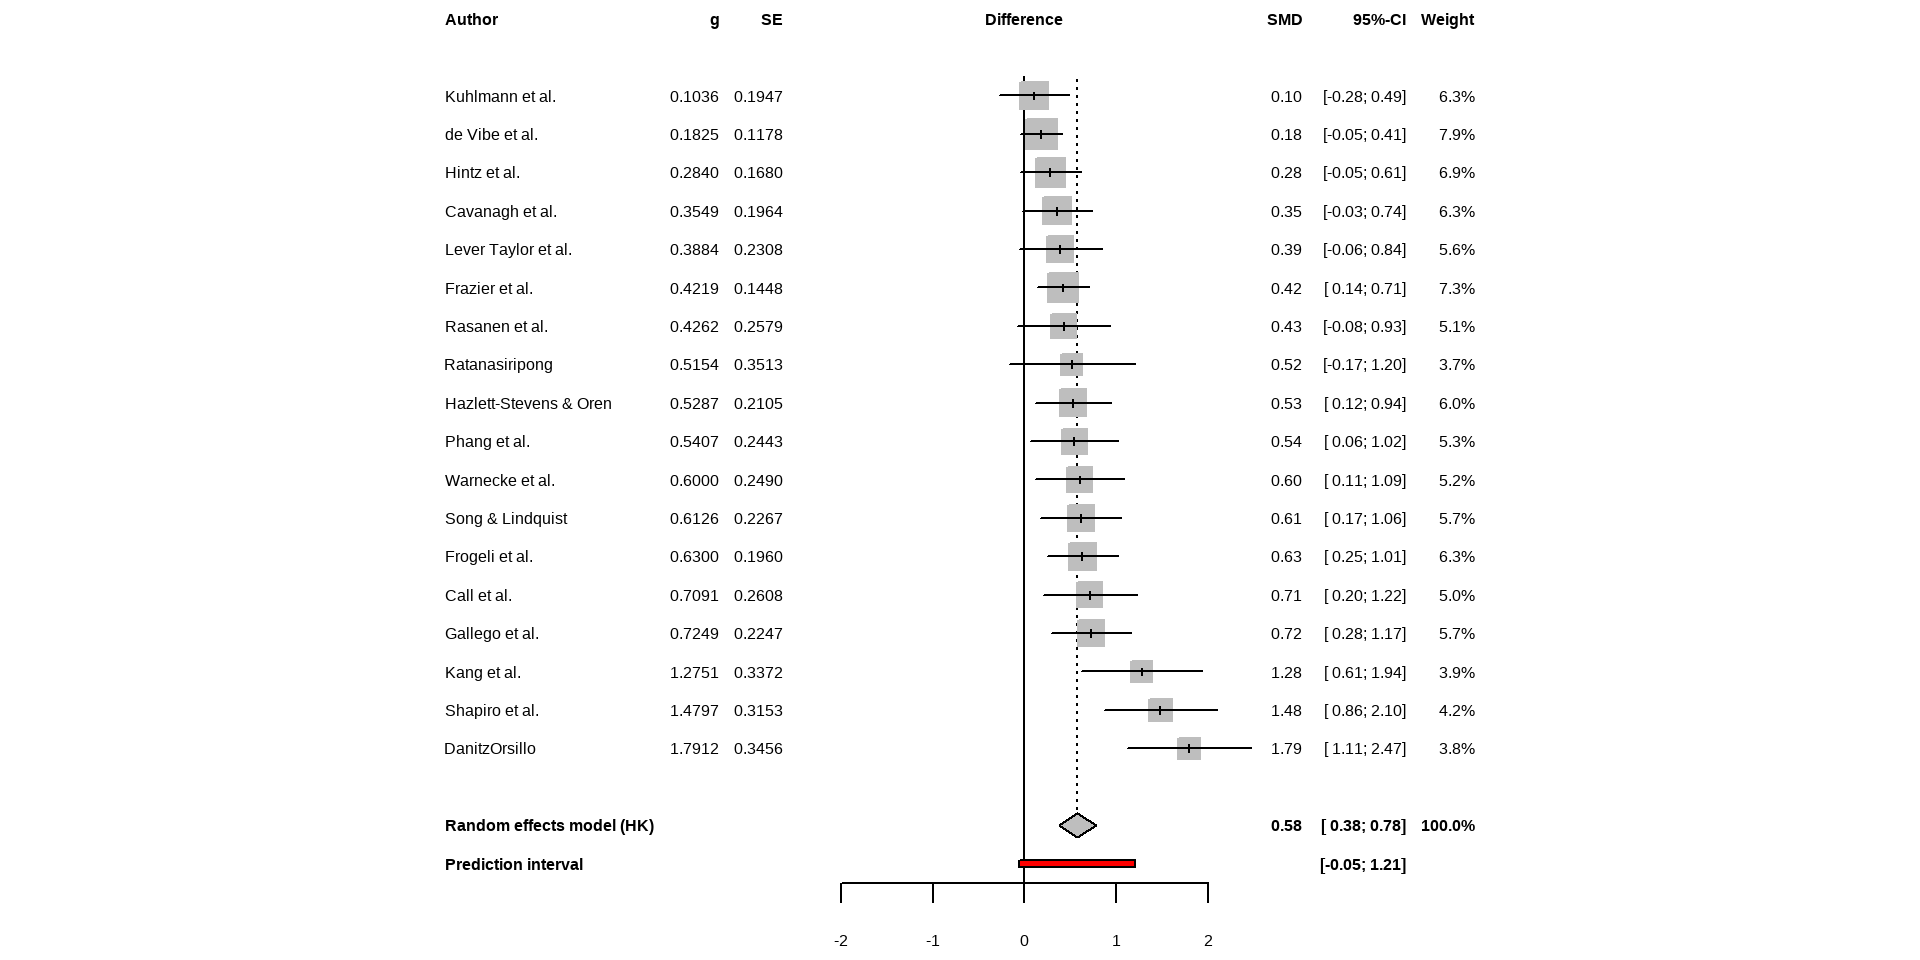 Author g SE Difference SMD 95%-CI Weight
Kuhlmann et al. 0.1036 0.1947 0.10 [-0.28; 0.49] 6.3%
de Vibe et al. 0.1825 0.1178 0.18 [-0.05; 0.41] 7.9%
Hintz et al. 0.2840 0.1680 0.28 [-0.05; 0.61] 6.9%
Cavanagh et al. 0.3549 0.1964 0.35 [-0.03; 0.74] 6.3%
Lever Taylor et al. 0.3884 0.2308 0.39 [-0.06; 0.84] 5.6%
Frazier et al. 0.4219 0.1448 0.42 [ 0.14; 0.71] 7.3%
Rasanen et al. 0.4262 0.2579 0.43 [-0.08; 0.93] 5.1%
Ratanasiripong 0.5154 0.3513 0.52 [-0.17; 1.20] 3.7%
Hazlett-Stevens & Oren 0.5287 0.2105 0.53 [ 0.12; 0.94] 6.0%
Phang et al. 0.5407 0.2443 0.54 [ 0.06; 1.02] 5.3%
Warnecke et al. 0.6000 0.2490 0.60 [ 0.11; 1.09] 5.2%
Song & Lindquist 0.6126 0.2267 0.61 [ 0.17; 1.06] 5.7%
Frogeli et al. 0.6300 0.1960 0.63 [ 0.25; 1.01] 6.3%
Call et al. 0.7091 0.2608 0.71 [ 0.20; 1.22] 5.0%
Gallego et al. 0.7249 0.2247 0.72 [ 0.28; 1.17] 5.7%
Kang et al. 1.2751 0.3372 1.28 [ 0.61; 1.94] 3.9%
Shapiro et al. 1.4797 0.3153 1.48 [ 0.86; 2.10] 4.2%
DanitzOrsillo 1.7912 0.3456 1.79 [ 1.11; 2.47] 3.8%
Random effects model (HK) 0.58 [ 0.38; 0.78] 100.0%
Prediction interval [-0.05; 1.21]
-2 -1 0 1 2